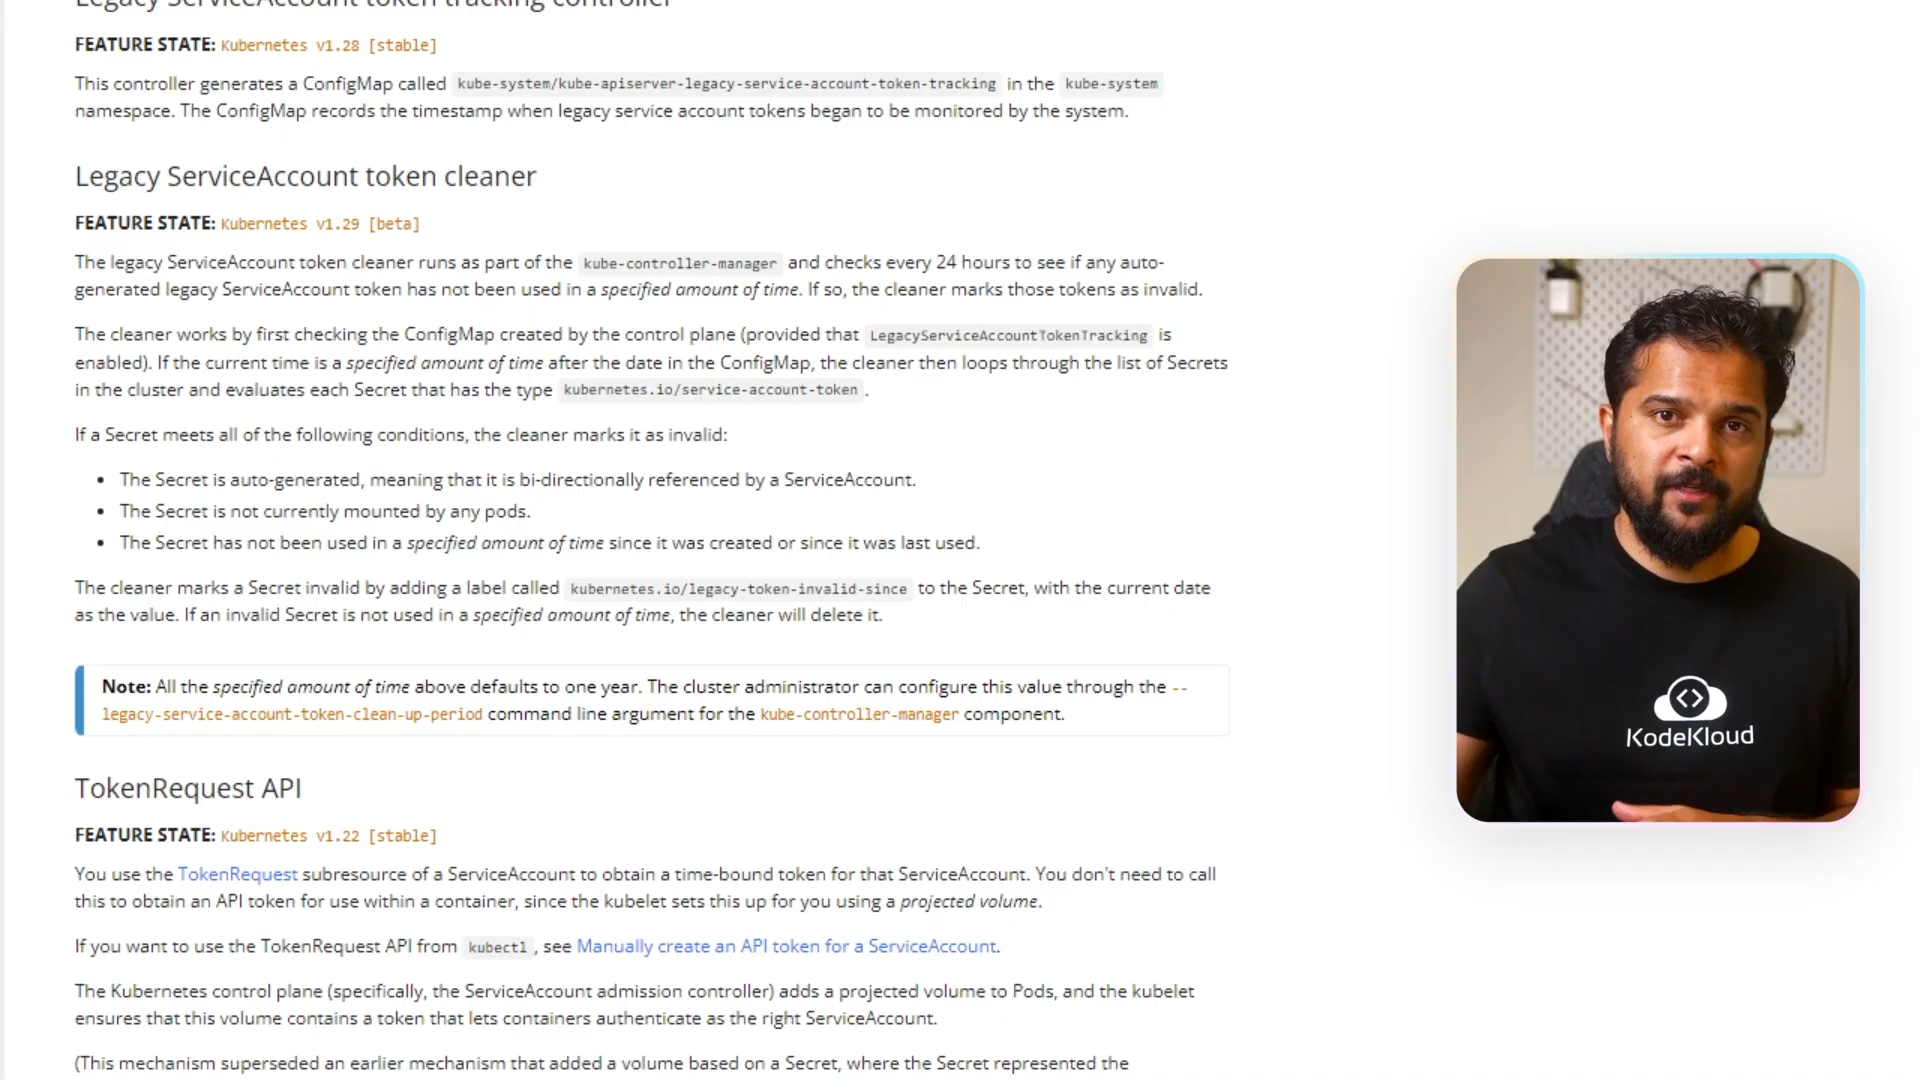 Legacy ServiceAccount token tracking controller
FEATURE STATE: Kubernetes v1.28 [stable]
This controller generates a ConfigMap called kube-system/kube-apiserver-legacy-service-account-token-tracking in the kube-system
namespace. The ConfigMap records the timestamp when legacy service account tokens began to be monitored by the system.
Legacy ServiceAccount token cleaner
FEATURE STATE: Kubernetes v1.29 [beta]
The legacy ServiceAccount token cleaner runs as part of the kube-controller-manager and checks every 24 hours to see if any auto-
generated legacy ServiceAccount token has not been used in a specified amount of time. If so, the cleaner marks those tokens as invalid.
The cleaner works by first checking the ConfigMap created by the control plane (provided that LegacyServiceAccountTokenTracking is
enabled). If the current time is a specified amount of time after the date in the ConfigMap, the cleaner then loops through the list of Secrets
in the cluster and evaluates each Secret that has the type kubernetes.io/service-account-token.
If a Secret meets all of the following conditions, the cleaner marks it as invalid:
• The Secret is auto-generated, meaning that it is bi-directionally referenced by a ServiceAccount.
• The Secret is not currently mounted by any pods.
• The Secret has not been used in a specified amount of time since it was created or since it was last used.
The cleaner marks a Secret invalid by adding a label called kubernetes.io/legacy-token-invalid-since to the Secret, with the current date
as the value. If an invalid Secret is not used in a specified amount of time, the cleaner will delete it.
Note: All the specified amount of time above defaults to one year. The cluster administrator can configure this value through the --
legacy-service-account-token-clean-up-period command line argument for the kube-controller-manager component.
TokenRequest API
FEATURE STATE: Kubernetes v1.22 [stable]
You use the TokenRequest subresource of a ServiceAccount to obtain a time-bound token for that ServiceAccount. You don't need to call
this to obtain an API token for use within a container, since the kubelet sets this up for you using a projected volume.
If you want to use the TokenRequest API from kubectl, see Manually create an API token for a ServiceAccount.
The Kubernetes control plane (specifically, the ServiceAccount admission controller) adds a projected volume to Pods, and the kubelet
ensures that this volume contains a token that lets containers authenticate as the right ServiceAccount.
(This mechanism superseded an earlier mechanism that added a volume based on a Secret, where the Secret represented the
KodeKloud